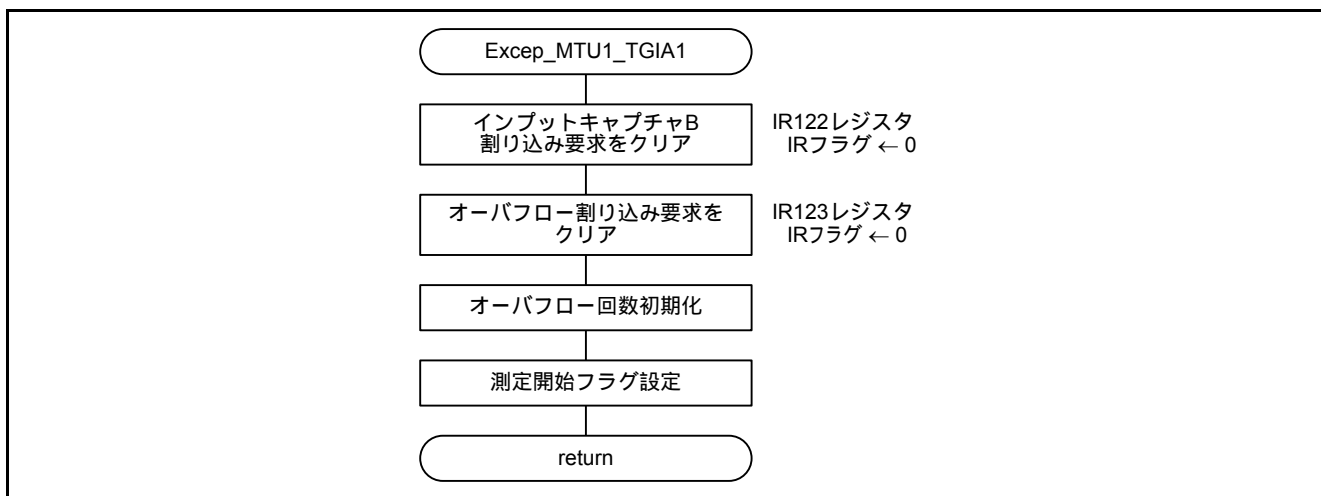 Excep_MTU1_TGIA1
インプットキャプチャB
割り込み要求をクリア
IR122レジスタ
IRフラグ ← 0
オーバフロー割り込み要求を
クリア
IR123レジスタ
IRフラグ ← 0
オーバフロー回数初期化
測定開始フラグ設定
return